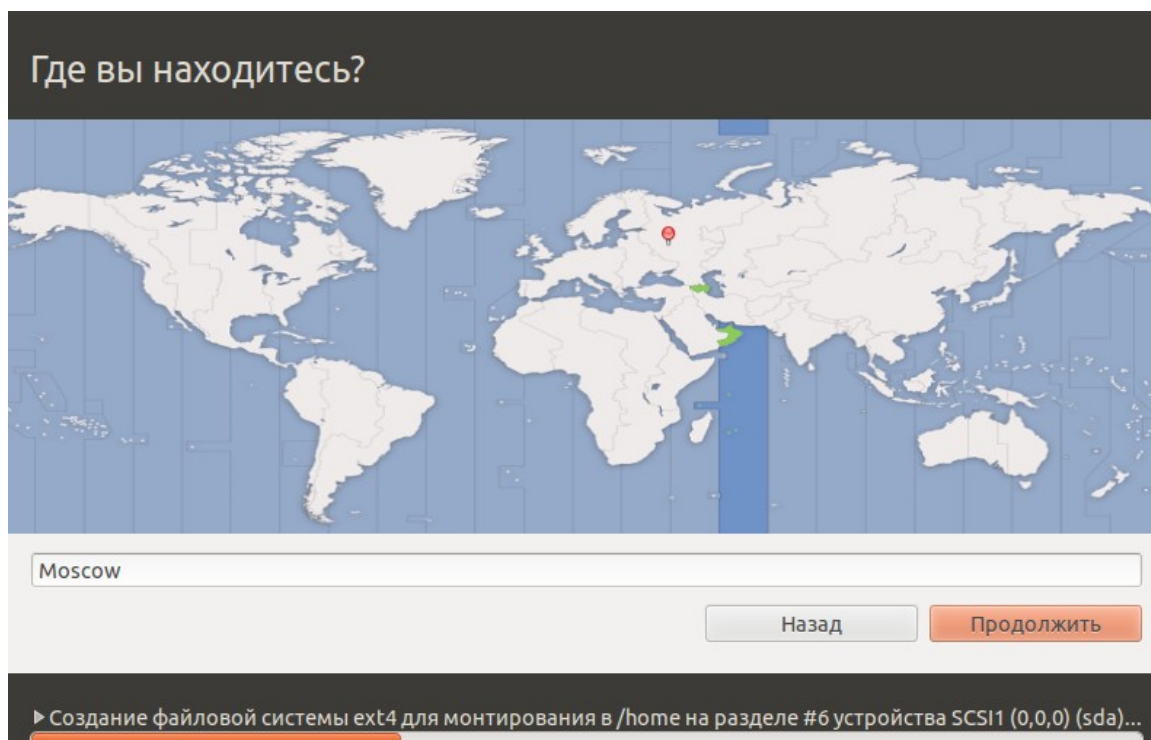 Где вы находитесь?
Moscow
Назад
Продолжить
Создание файловой системы ext4 для монтирования в /home на разделе #6 устройства SCSI1 (0,0,0) (sda)...